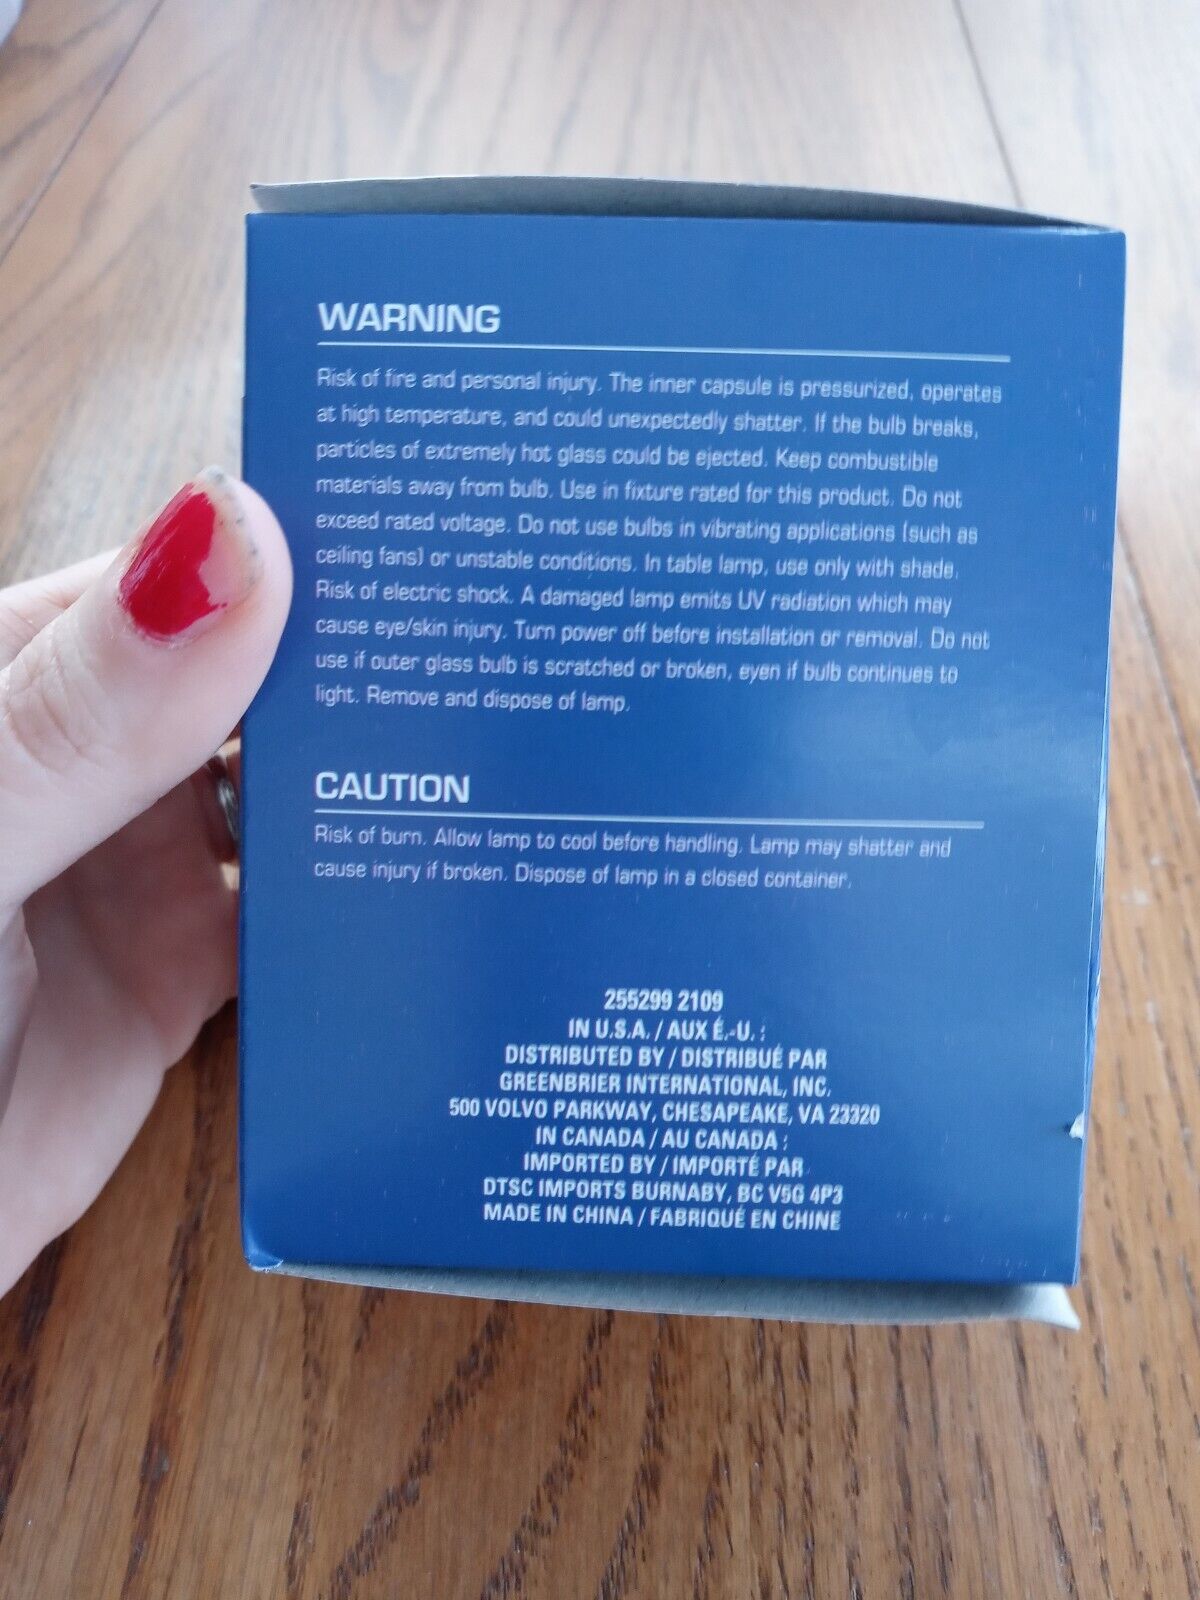 WARNING
Risk of fire and personal injury. The inner capsule is pressurized, operates
at high temperature, and could unexpectedly shatter. If the bulb breaks,
particles of extremely hot glass could be ejected. Keep combustible
materials away from bulb. Use in fixture rated for this product. Do not
exceed rated voltage. Do not use bulbs in vibrating applications (such as
ceiling fans) or unstable conditions. In table lamp, use only with shade.
Risk of electric shock. A damaged lamp emits UV radiation which may
cause eye/skin injury. Turn power off before installation or removal. Do not
use if outer glass bulb is scratched or broken, eyen if bulb continues to
light. Remove and dispose of lamp.
CAUTION
Risk of burn. Allow lamp to cool before handling. Lamp may shatter and
cause injury if broken. Dispose of lamp in a closed container.
255299 2109
IN U.S.A. / AUX É.-U. :
DISTRIBUTED BY / DISTRIBUÉ PAR
GREENBRIER INTERNATIONAL, INC.
500 VOLVO PARKWAY, CHESAPEAKE, VA 23320
IN CANADA / AU CANADA :
IMPORTED BY / IMPORTÉ PAR
DTSC IMPORTS BURNABY, BC V5G 4P3
MADE IN CHINA / FABRIQUÉ EN CHINE